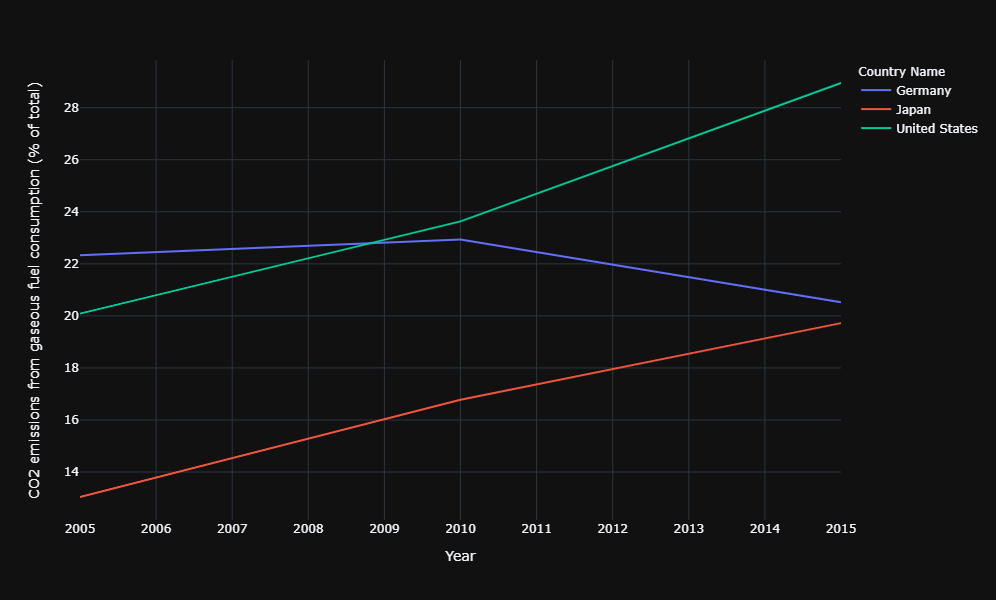 Country Name
Germany
Japan
United States
CO2 emissions from gaseous fuel consumption (% of total)
28
26
24
22
20
18
16
14
2005 2006 2007 2008 2009 2010 2011 2012 2013 2014 2015
Year